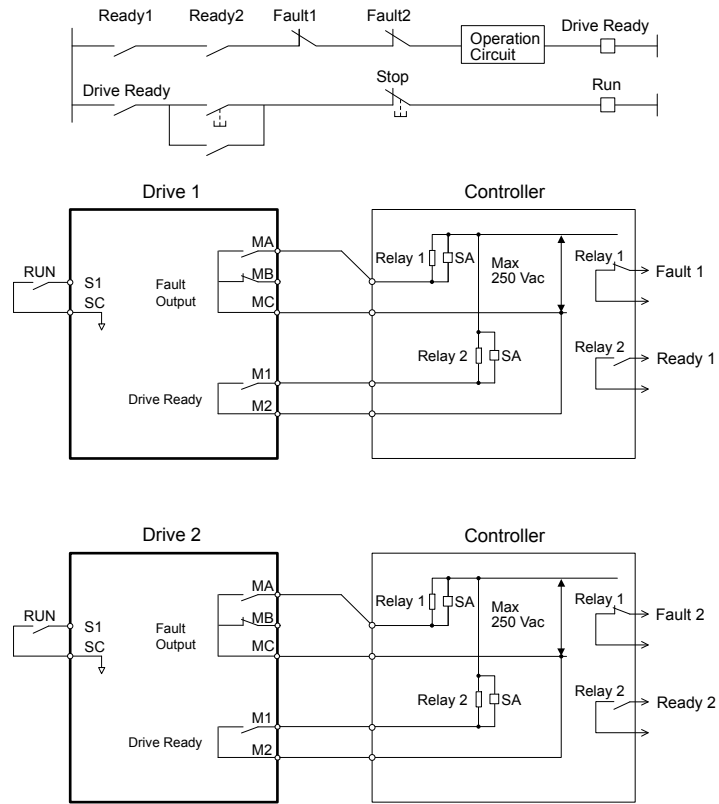 Ready1 Ready2 Fault1 Fault2 Drive Ready
Operation
Circuit
Drive Ready Stop Run
Drive 1 Controller
RUN S1 SC
Fault
Output
MA
MB
MC
Relay 1 SA
Max
250 Vac
Relay 1 Fault 1
Relay 2 SA
Relay 2 Ready 1
Drive Ready
M1
M2
Drive 2 Controller
RUN S1 SC
Fault
Output
MA
MB
MC
Relay 1 SA
Max
250 Vac
Relay 1 Fault 2
Relay 2 SA
Relay 2 Ready 2
Drive Ready
M1
M2